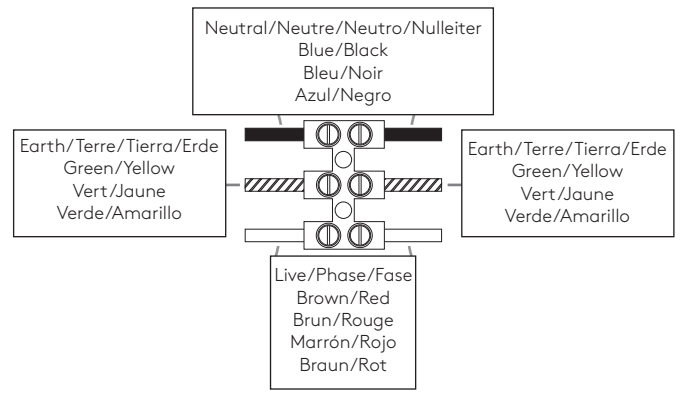 Neutral/Neutre/Neutro/Nulleiter
Blue/Black
Bleu/Noir
Azul/Negro
Earth/Terre/Tierra/Erde
Green/Yellow
Vert/Jaune
Verde/Amarillo
Earth/Terre/Tierra/Erde
Green/Yellow
Vert/Jaune
Verde/Amarillo
Live/Phase/Fase
Brown/Red
Brun/Rouge
Marrón/Rojo
Braun/Rot